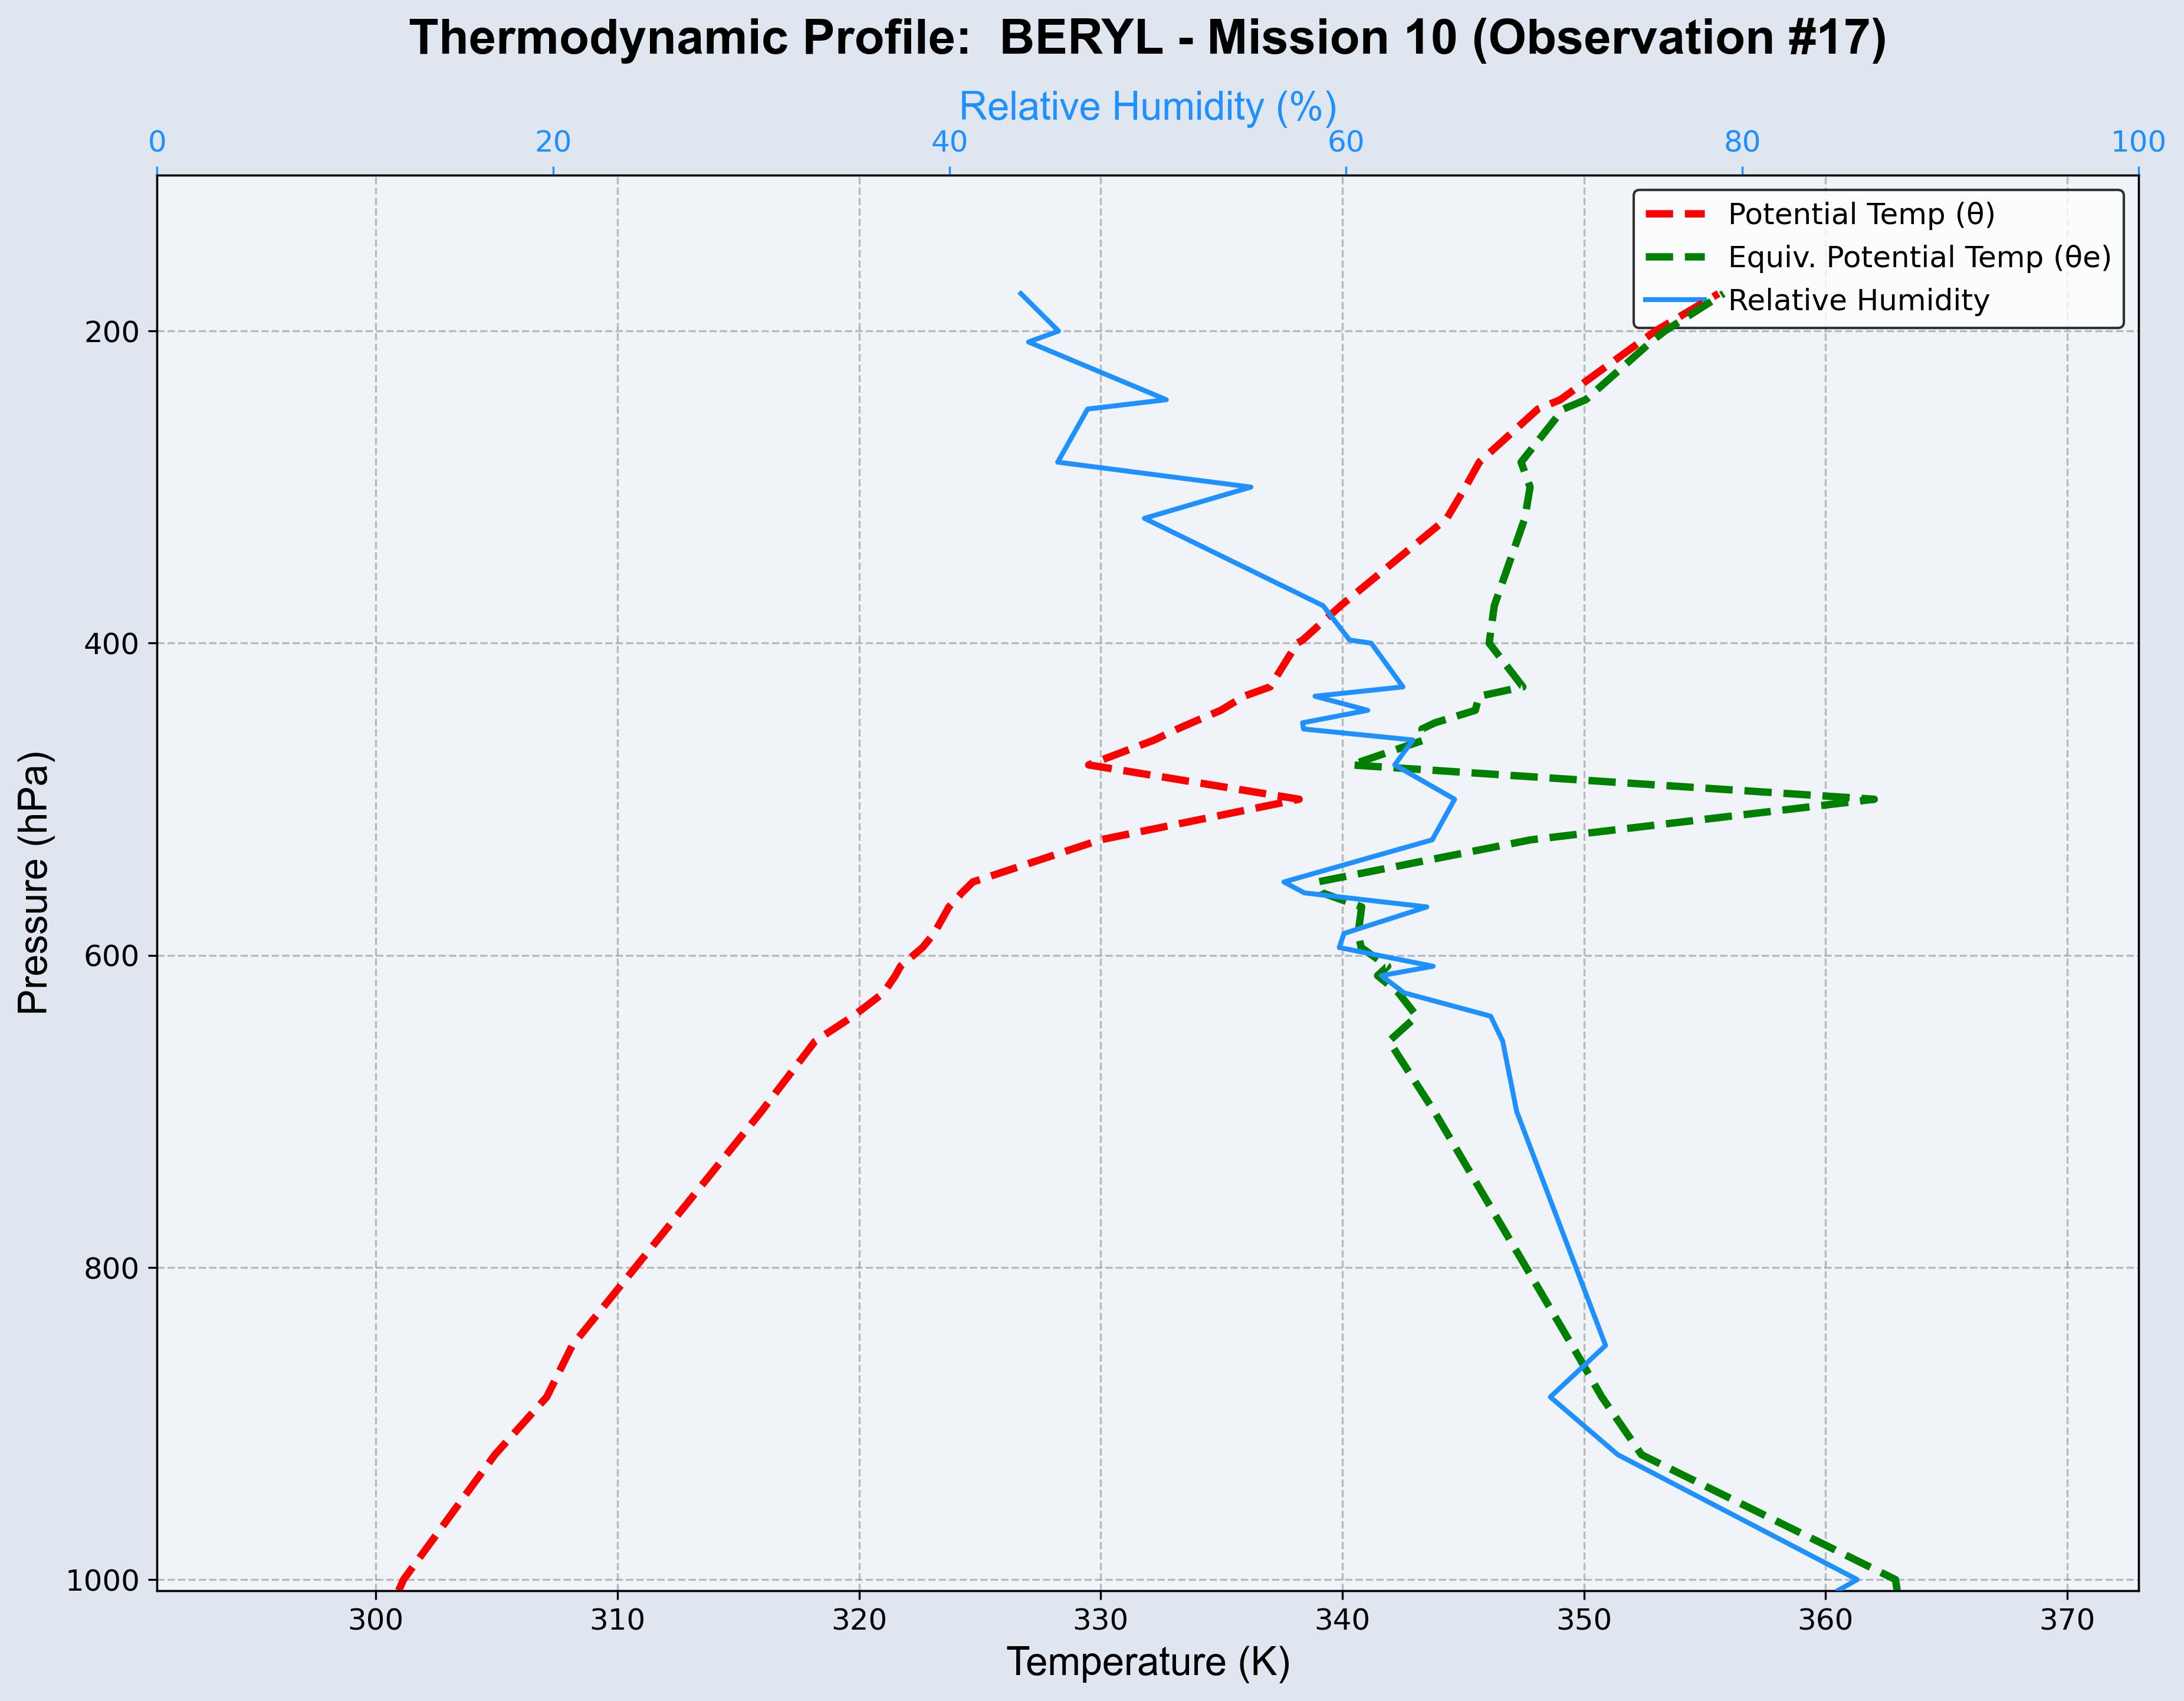 Thermodynamic Profile:  BERYL - Mission 10 (Observation #17)
Relative Humidity (%)
0 20 40 60 80 100
Potential Temp (θ)
Equiv. Potential Temp (θe)
Relative Humidity
200
400
600
800
1000
Pressure (hPa)
300 310 320 330 340 350 360 370
Temperature (K)